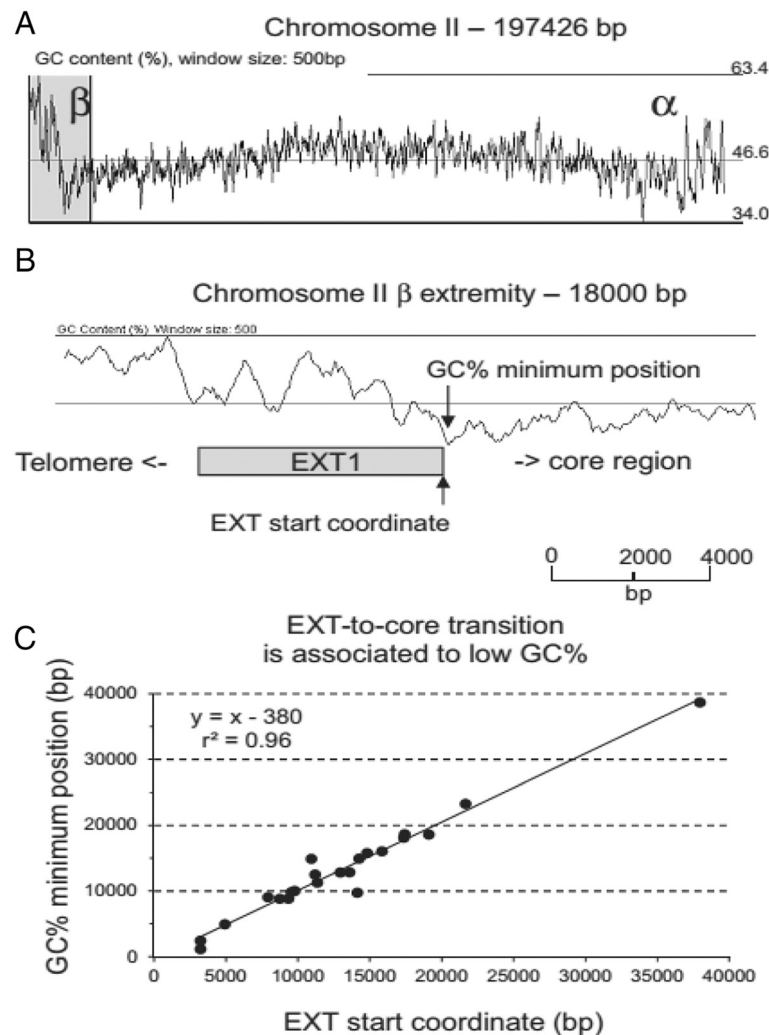 A
Chromosome II – 197426 bp
GC content (%), window size: 500bp
63.4
β
α
46.6
34.0
B
Chromosome II β extremity – 18000 bp
GC Content (%) Window size: 500
GC% minimum position
Telomere <-
EXT1
-> core region
EXT start coordinate
0 2000 4000
bp
C
EXT-to-core transition
is associated to low GC%
GC% minimum position (bp)
40000
y = x - 380
r² = 0.96
30000
20000
10000
0
0 5000 10000 15000 20000 25000 30000 35000 40000
EXT start coordinate (bp)